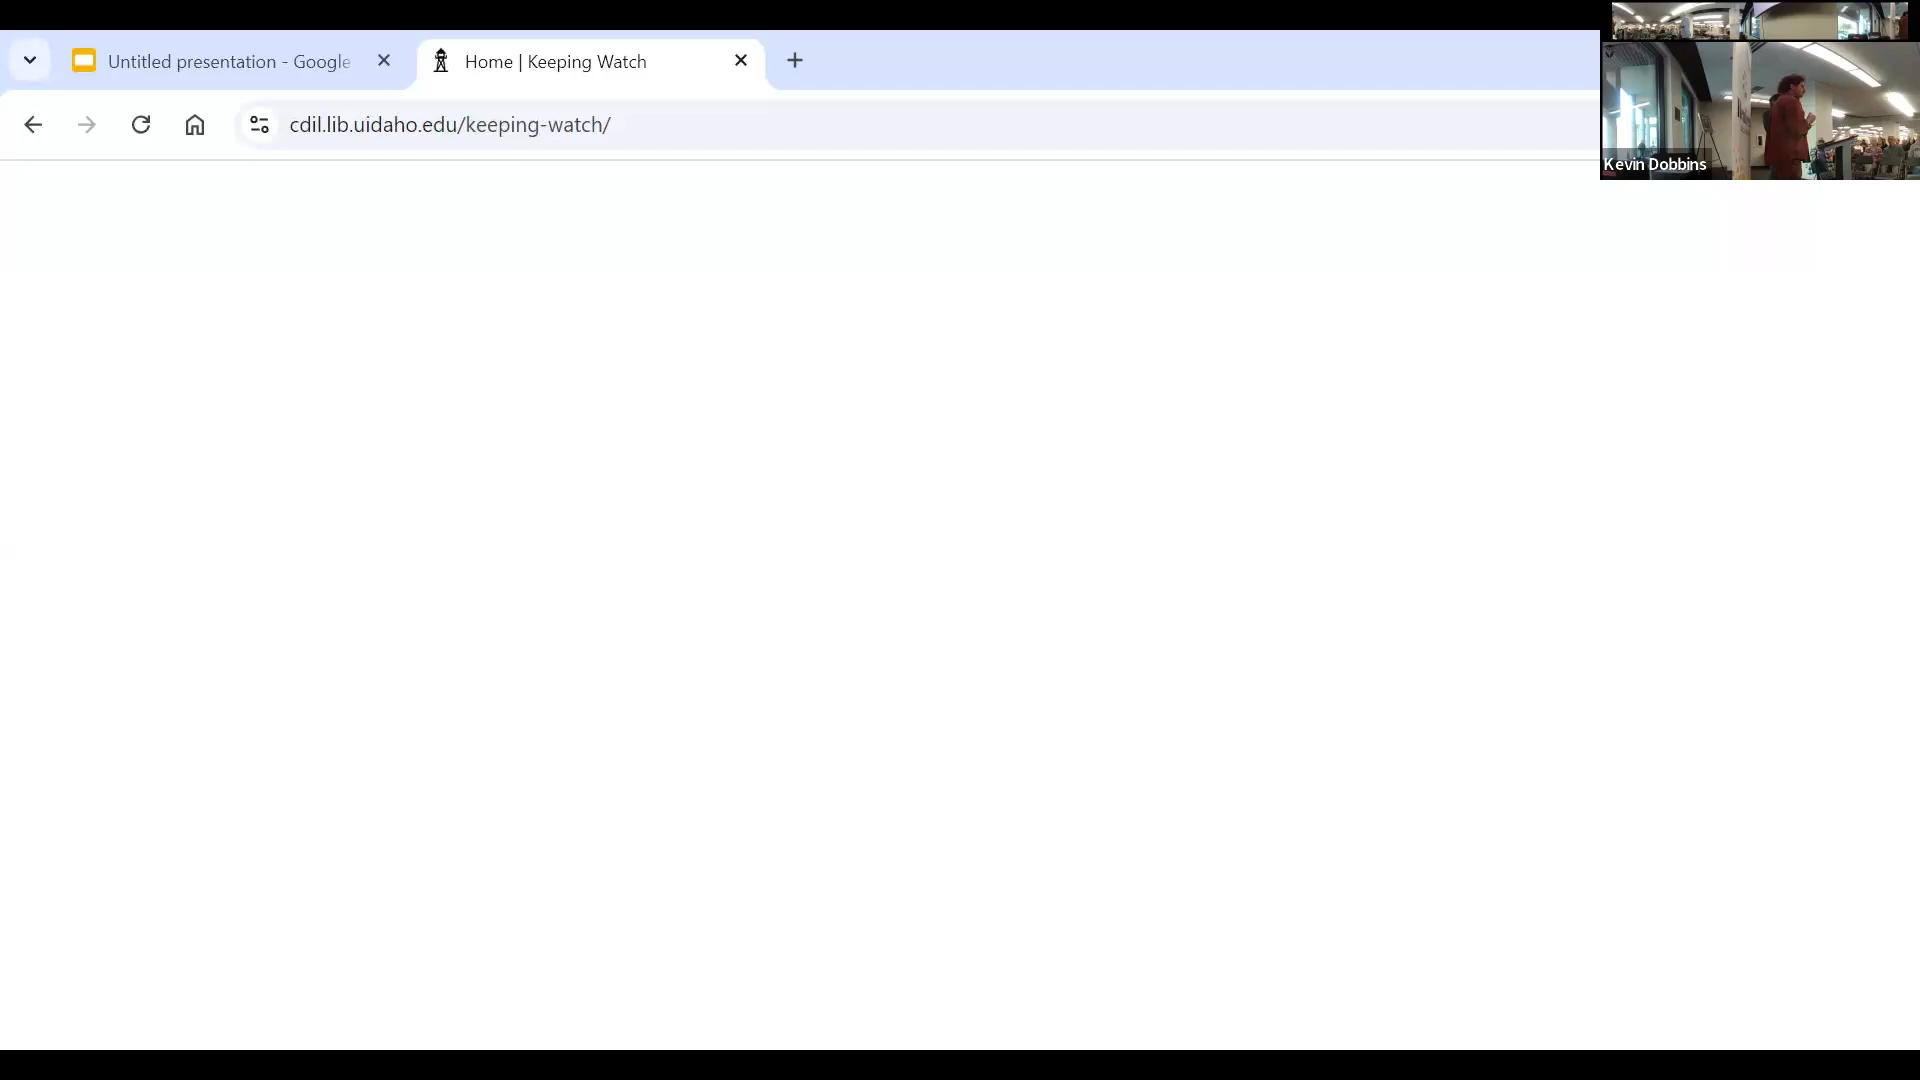 Untitled presentation - Google
Home | Keeping Watch
cdil.lib.uidaho.edu/keeping-watch/
Kevin Dobbins